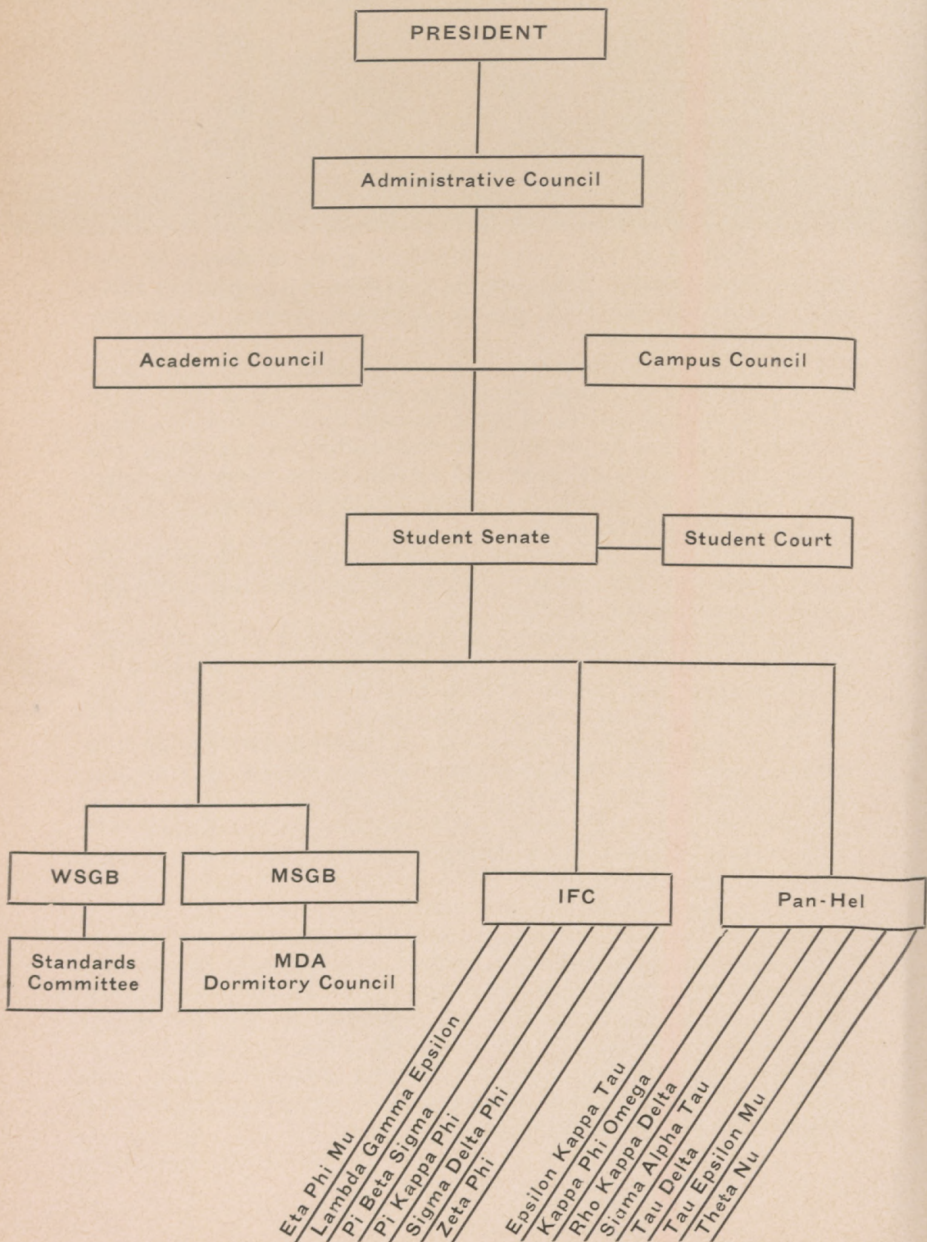 PRESIDENT
Administrative Council
Academic Council
Campus Council
Student Senate
Student Court
WSGB
MSGB
IFC
Pan-Hel
Standards
Committee
MDA
Dormitory Council
Eta Phi Mu
Lambda Gamma Epsilon
Pi Beta Sigma
Pi Kappa Phi
Sigma Delta Phi
Zeta Phi
Epsilon Kappa Tau
Kappa Phi Omega
Rho Kappa Delta
Sigma Alpha Tau
Tau Delta
Tau Epsilon Mu
Theta Nu